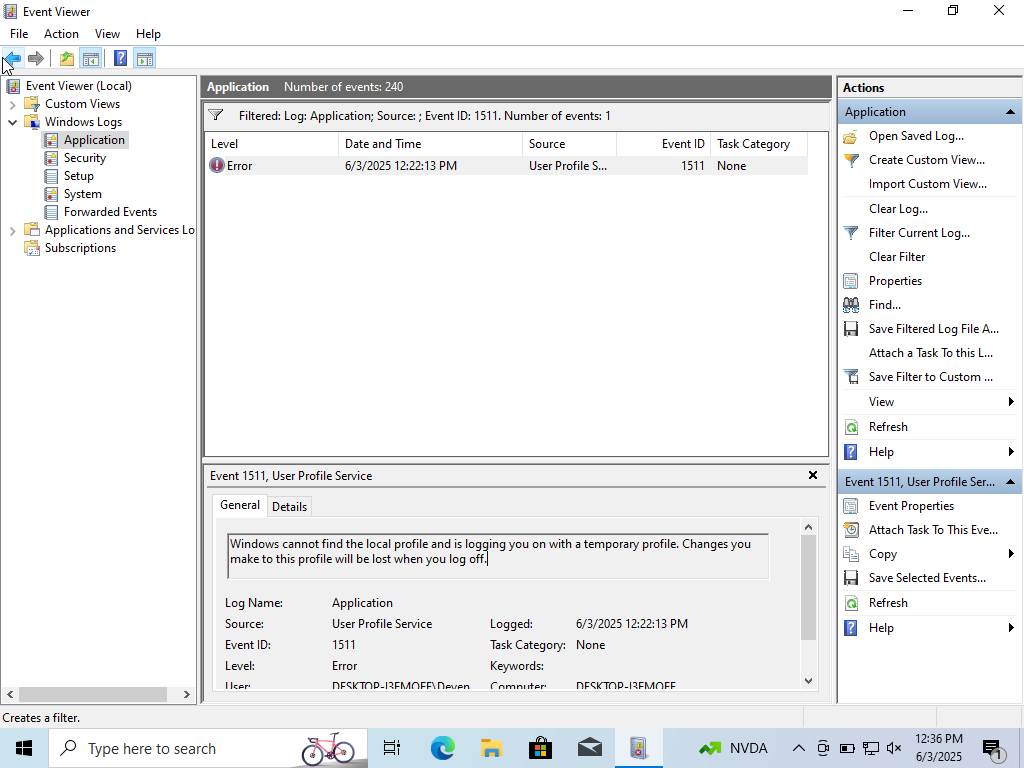 Event Viewer
File Action View Help
Event Viewer (Local)
Custom Views
Windows Logs
Application
Security
Setup
System
Forwarded Events
Applications and Services Lo
Subscriptions
Application Number of events: 240
Filtered: Log: Application; Source: ; Event ID: 1511. Number of events: 1
Level Date and Time Source Event ID Task Category
Error 6/3/2025 12:22:13 PM User Profile S... 1511 None
Event 1511, User Profile Service
General Details
Windows cannot find the local profile and is logging you on with a temporary profile. Changes you
make to this profile will be lost when you log off.
Log Name: Application
Source: User Profile Service Logged: 6/3/2025 12:22:13 PM
Event ID: 1511 Task Category: None
Level: Error Keywords:
User: DESKTOP-I3FMOFF\Deven Computer: DESKTOP-I3FMOFF
Actions
Application
Open Saved Log...
Create Custom View...
Import Custom View...
Clear Log...
Filter Current Log...
Clear Filter
Properties
Find...
Save Filtered Log File A...
Attach a Task To this L...
Save Filter to Custom ...
View
Refresh
Help
Event 1511, User Profile Ser...
Event Properties
Attach Task To This Eve...
Copy
Save Selected Events...
Refresh
Help
Creates a filter.
Type here to search
NVDA
12:36 PM
6/3/2025
1